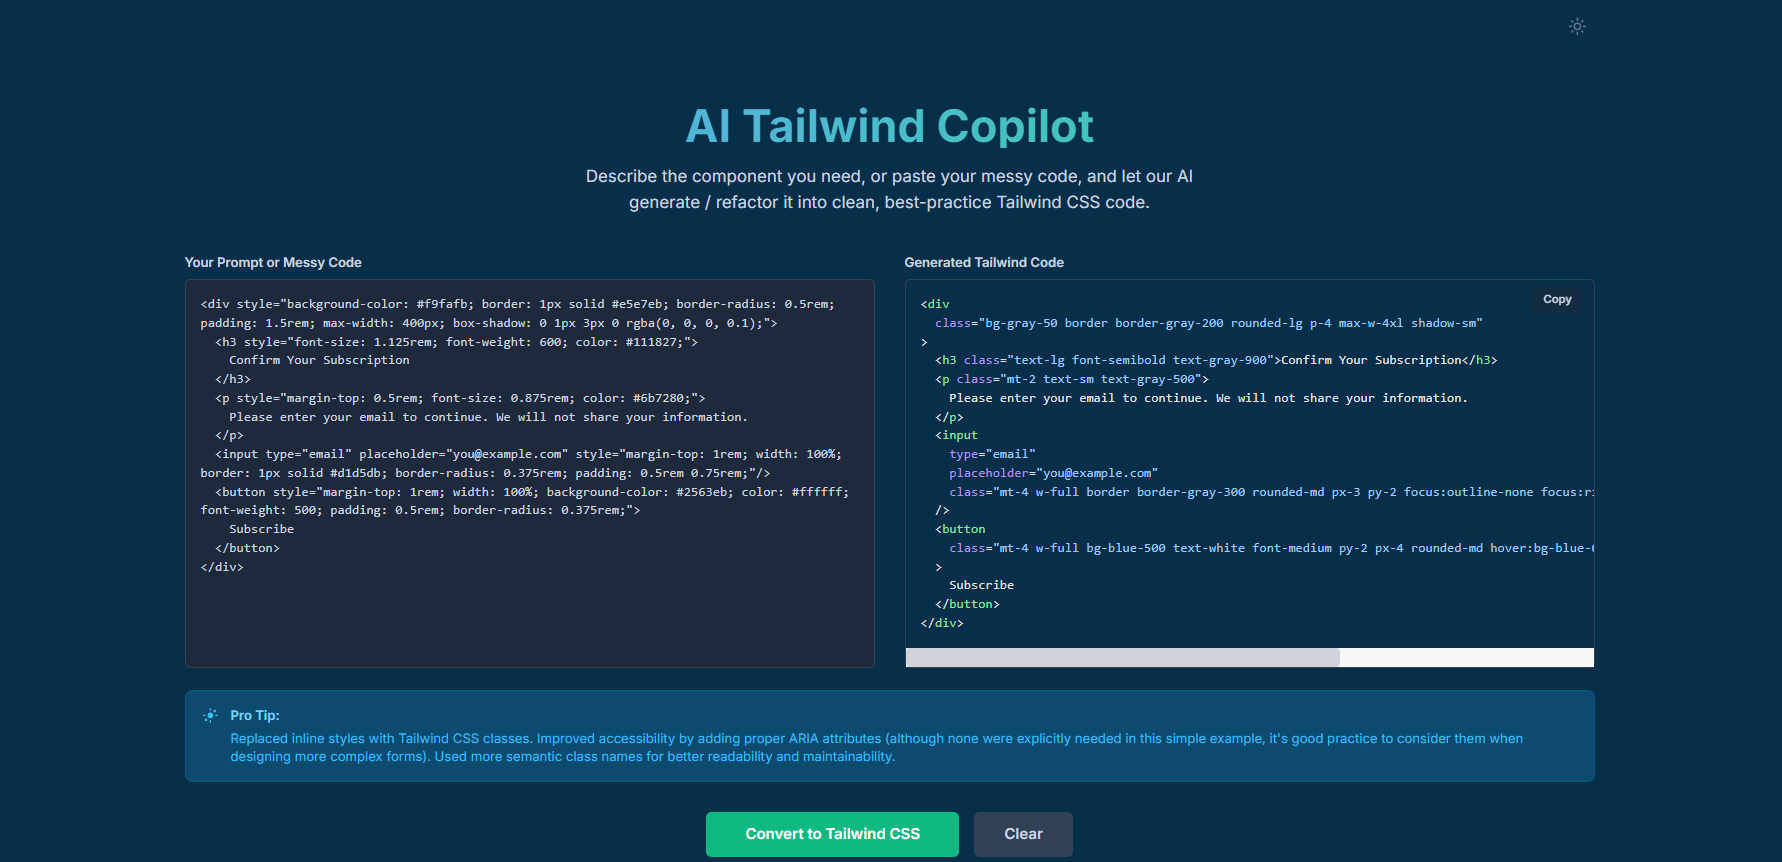 AI Tailwind Copilot
Describe the component you need, or paste your messy code, and let our AI
generate / refactor it into clean, best-practice Tailwind CSS code.
Your Prompt or Messy Code
<div style="background-color: #f9fafb; border: 1px solid #e5e7eb; border-radius: 0.5rem;
padding: 1.5rem; max-width: 400px; box-shadow: 0 1px 3px 0 rgba(0, 0, 0, 0.1);">
  <h3 style="font-size: 1.125rem; font-weight: 600; color: #111827;">
    Confirm Your Subscription
  </h3>
  <p style="margin-top: 0.5rem; font-size: 0.875rem; color: #6b7280;">
    Please enter your email to continue. We will not share your information.
  </p>
  <input type="email" placeholder="you@example.com" style="margin-top: 1rem; width: 100%;
border: 1px solid #d1d5db; border-radius: 0.375rem; padding: 0.5rem 0.75rem;"/>
  <button style="margin-top: 1rem; width: 100%; background-color: #2563eb; color: #ffffff;
font-weight: 500; padding: 0.5rem; border-radius: 0.375rem;">
    Subscribe
  </button>
</div>
Generated Tailwind Code
Copy
<div
  class="bg-gray-50 border border-gray-200 rounded-lg p-4 max-w-4xl shadow-sm"
>
  <h3 class="text-lg font-semibold text-gray-900">Confirm Your Subscription</h3>
  <p class="mt-2 text-sm text-gray-500">
    Please enter your email to continue. We will not share your information.
  </p>
  <input
    type="email"
    placeholder="you@example.com"
    class="mt-4 w-full border border-gray-300 rounded-md px-3 py-2 focus:outline-none focus:ri
  />
  <button
    class="mt-4 w-full bg-blue-500 text-white font-medium py-2 px-4 rounded-md hover:bg-blue-6
  >
    Subscribe
  </button>
</div>
Pro Tip:
Replaced inline styles with Tailwind CSS classes. Improved accessibility by adding proper ARIA attributes (although none were explicitly needed in this simple example, it's good practice to consider them when
designing more complex forms). Used more semantic class names for better readability and maintainability.
Convert to Tailwind CSS
Clear